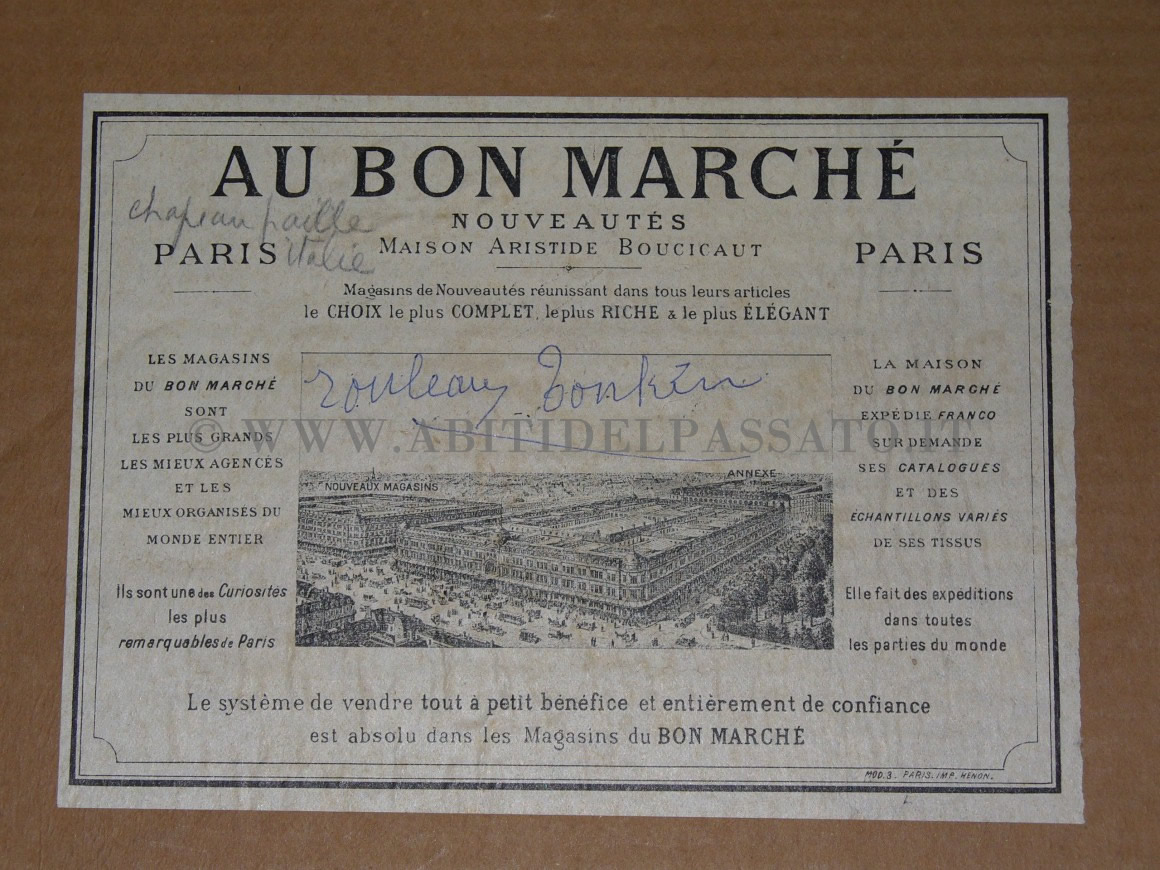 AU BON MARCHÉ
NOUVEAUTÉS
MAISON ARISTIDE BOUCICAUT
chapeau paille
italie
PARIS
PARIS
Magasins de Nouveautés réunissant dans tous leurs articles
le CHOIX le plus COMPLET, le plus RICHE & le plus ÉLÉGANT
LES MAGASINS
DU BON MARCHÉ
SONT
LES PLUS GRANDS
LES MIEUX AGENCÉS
ET LES
MIEUX ORGANISÉS DU
MONDE ENTIER
Ils sont une des Curiosités
les plus
remarquables de Paris
rouleau Tonkin
© WWW.ABITIDELPASSATO.IT
NOUVEAUX MAGASINS
ANNEXE
LA MAISON
DU BON MARCHÉ
EXPÉDIE FRANCO
SUR DEMANDE
SES CATALOGUES
ET DES
ÉCHANTILLONS VARIÉS
DE SES TISSUS
Elle fait des expéditions
dans toutes
les parties du monde
Le système de vendre tout à petit bénéfice et entièrement de confiance
est absolu dans les Magasins du BON MARCHÉ
MOD. 3. PARIS. IMP. HENON.